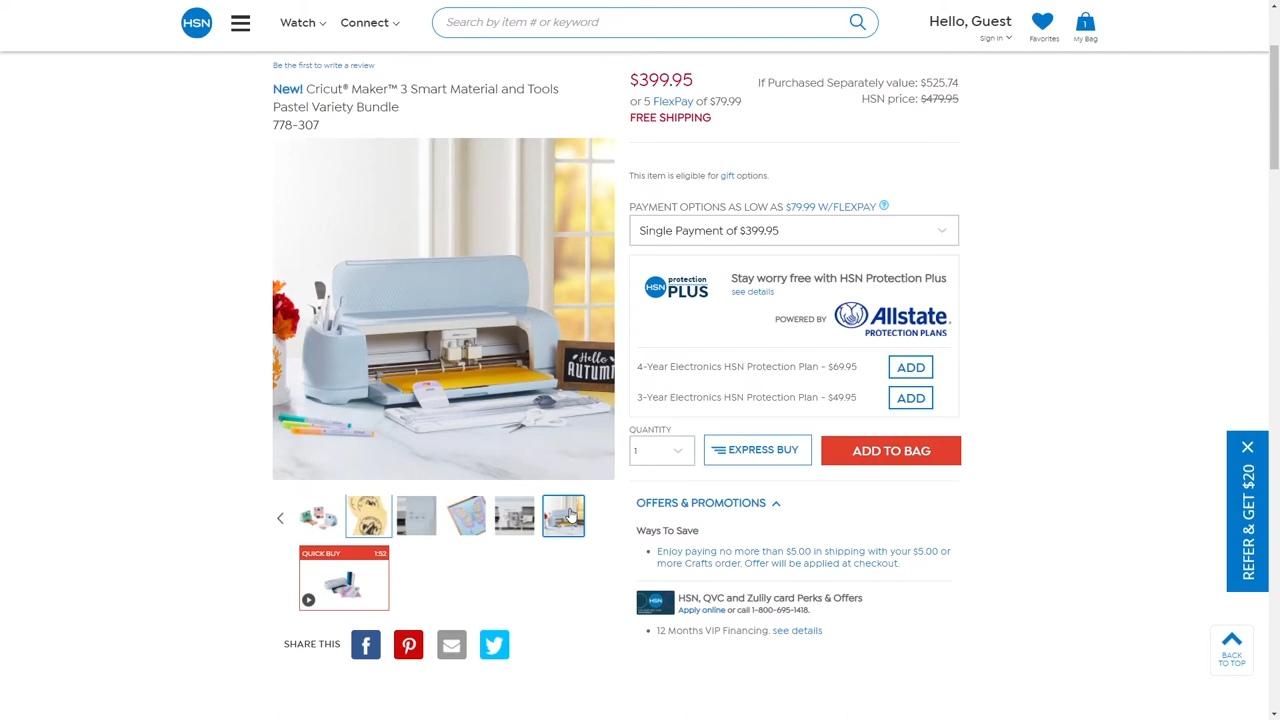 HSN
Watch
Connect
Search by item # or keyword
Hello, Guest
Sign In
Favorites
1
My Bag
Be the first to write a review
New! Cricut® Maker™ 3 Smart Material and Tools
Pastel Variety Bundle
778-307
$399.95
or 5 FlexPay of $79.99
FREE SHIPPING
If Purchased Separately value: $525.74
HSN price: $479.95
This item is eligible for gift options.
PAYMENT OPTIONS AS LOW AS $79.99 W/FLEXPAY ?
Single Payment of $399.95
HSN protection PLUS
Stay worry free with HSN Protection Plus
see details
POWERED BY
Allstate
PROTECTION PLANS
4-Year Electronics HSN Protection Plan - $69.95
ADD
3-Year Electronics HSN Protection Plan - $49.95
ADD
QUANTITY
1
EXPRESS BUY
ADD TO BAG
Hello
AUTUMN
OFFERS & PROMOTIONS
Ways To Save
Enjoy paying no more than $5.00 in shipping with your $5.00 or
more Crafts order. Offer will be applied at checkout.
HSN, QVC and Zulily card Perks & Offers
Apply online or call 1-800-695-1418.
12 Months VIP Financing. see details
QUICK BUY 1:52
SHARE THIS
REFER & GET $20
BACK
TO TOP